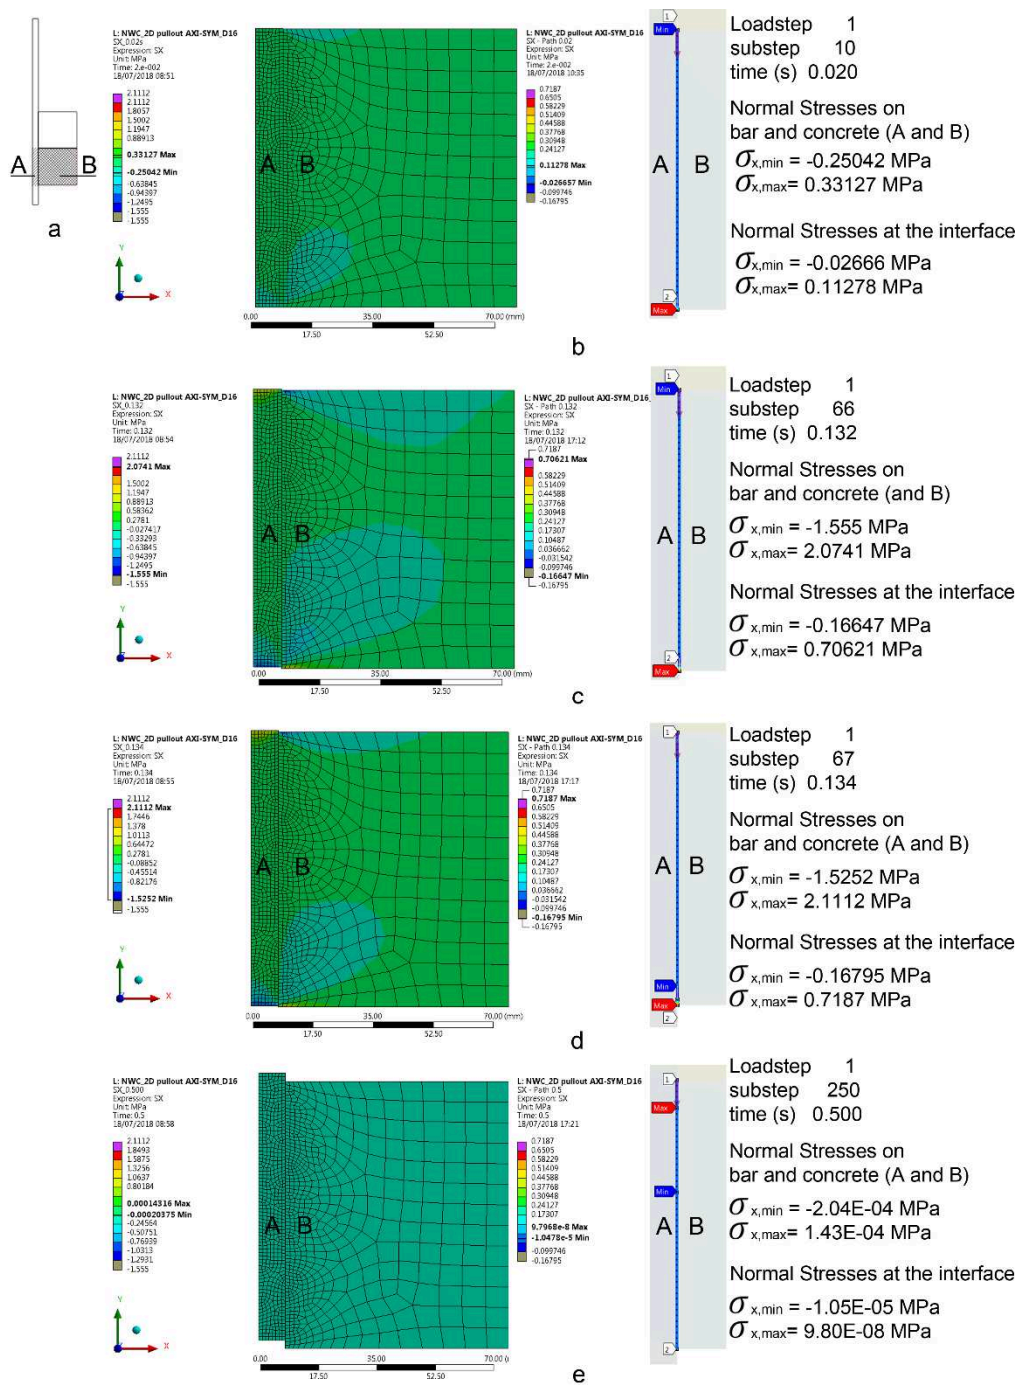 A
B
a
L: NWC_2D pullout AXI-SYM_D16
SX_0.02s
Expression: SX
Unit: MPa
Time: 2.e-002
18/07/2018 08:51
2.1112
2.1112
1.8057
1.5002
1.1947
0.88913
0.33127 Max
-0.25042 Min
-0.63845
-0.94397
-1.2495
-1.555
-1.555
Y
X
A B
0.00
35.00
70.00 (mm)
17.50
52.50
L: NWC_2D pullout AXI-SYM_D16
SX - Path 0.02
Expression: SX
Unit: MPa
Time: 2e-002
18/07/2018 10:35
0.7187
0.6505
0.58229
0.51409
0.44588
0.37768
0.30948
0.24127
0.11278 Max
-0.026657 Min
-0.099746
-0.16795
1
Min
A B
2
Max
Loadstep 1
substep 10
time (s) 0.020
Normal Stresses on
bar and concrete (A and B)
σx,min = -0.25042 MPa
σx,max= 0.33127 MPa
Normal Stresses at the interface
σx,min = -0.02666 MPa
σx,max= 0.11278 MPa
b
L: NWC_2D pullout AXI-SYM_D16
SX_0.132
Expression: SX
Unit: MPa
Time: 0.132
18/07/2018 08:54
2.1112
2.0741 Max
1.5002
1.1947
0.88913
0.58362
0.2781
-0.027417
-0.33293
-0.63845
-0.94397
-1.2495
-1.555 Min
-1.555
Y
X
A B
0.00
35.00
70.00 (mm)
17.50
52.50
L: NWC_2D pullout AXI-SYM_D16
SX - Path 0.132
Expression: SX
Unit: MPa
Time: 0.132
18/07/2018 17:12
0.7187
0.70621 Max
0.58229
0.51409
0.44588
0.37768
0.30948
0.24127
0.17307
0.10487
0.036662
-0.031542
-0.099746
-0.16647 Min
-0.16795
1
Min
A B
2
Max
Loadstep 1
substep 66
time (s) 0.132
Normal Stresses on
bar and concrete (and B)
σ x,min = -1.555 MPa
σ x,max= 2.0741 MPa
Normal Stresses at the interface
σ x,min = -0.16647 MPa
σ x,max= 0.70621 MPa
c
L: NWC_2D pullout AXI-SYM_D16
SX_0.134
Expression: SX
Unit: MPa
Time: 0.134
18/07/2018 08:55
2.1112
2.1112 Max
1.7446
1.378
1.0113
0.64472
0.2781
-0.08852
-0.45514
-0.82176
-1.5252 Min
-1.555
Y
X
A B
0.00
35.00
70.00 (mm)
17.50
52.50
L: NWC_2D pullout AXI-SYM_D16
SX - Path 0.134
Expression: SX
Unit: MPa
Time: 0.134
18/07/2018 17:17
0.7187
0.7187 Max
0.6505
0.58229
0.51409
0.44588
0.37768
0.30948
0.24127
0.17307
0.10487
0.036662
-0.031542
-0.099746
-0.16795 Min
-0.16795
1
A B
Min
Max
2
Loadstep 1
substep 67
time (s) 0.134
Normal Stresses on
bar and concrete (A and B)
σ x,min = -1.5252 MPa
σ x,max= 2.1112 MPa
Normal Stresses at the interface
σ x,min = -0.16795 MPa
σ x,max= 0.7187 MPa
d
L: NWC_2D pullout AXI-SYM_D16
SX_0.500
Expression: SX
Unit: MPa
Time: 0.5
18/07/2018 08:58
2.1112
1.8493
1.5875
1.3256
1.0637
0.80184
0.00014316 Max
-0.00020375 Min
-0.24564
-0.50751
-0.76939
-1.0313
-1.2931
-1.555
Y
X
A B
0.00
35.00
17.50
52.50
L: NWC_2D pullout AXI-SYM_D16
SX - Path 0.5
Expression: SX
Unit: MPa
Time: 0.5
18/07/2018 17:21
0.7187
0.6505
0.58229
0.51409
0.44588
0.37768
0.30948
0.24127
0.17307
9.7968e-8 Max
-1.0478e-5 Min
-0.099746
-0.16795
1
Max
Min
A B
2
Loadstep 1
substep 250
time (s) 0.500
Normal Stresses on
bar and concrete (A and B)
σ x,min = -2.04E-04 MPa
σ x,max= 1.43E-04 MPa
Normal Stresses at the interface
σ x,min = -1.05E-05 MPa
σ x,max= 9.80E-08 MPa
e